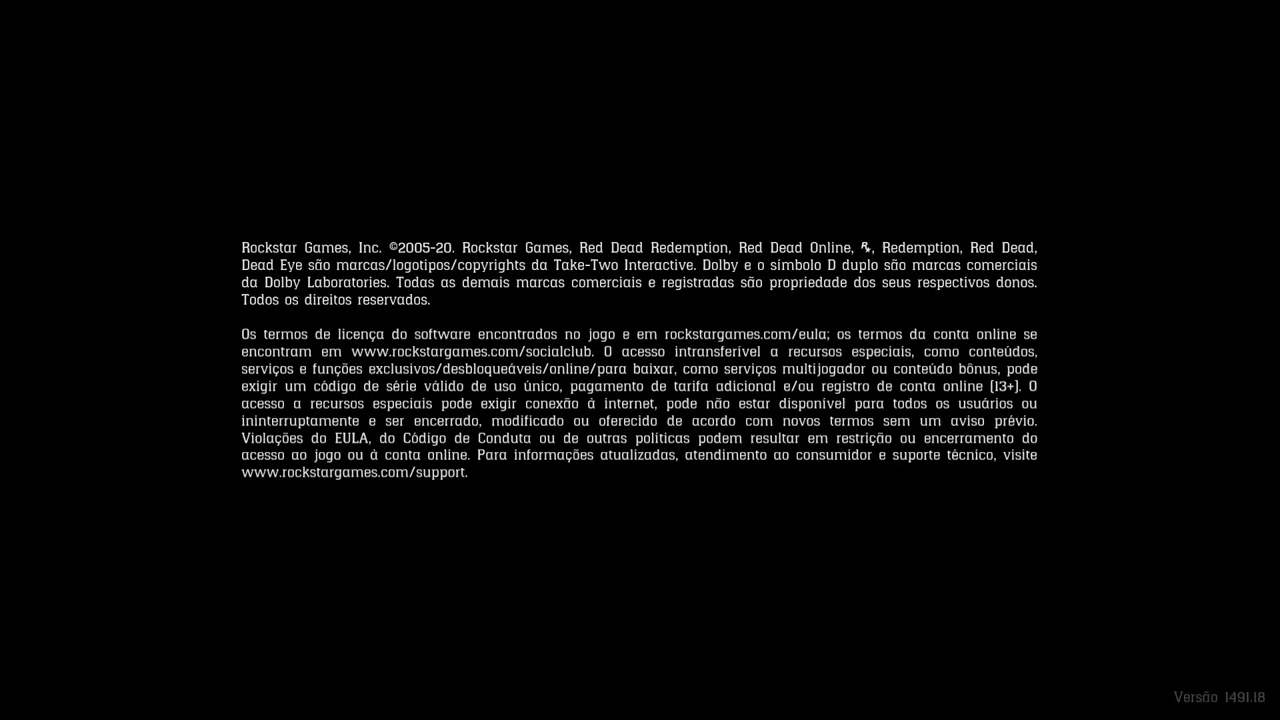 Rockstar Games, Inc. ©2005-20. Rockstar Games, Red Dead Redemption, Red Dead Online, R★, Redemption, Red Dead,
Dead Eye são marcas/logotipos/copyrights da Take-Two Interactive. Dolby e o símbolo D duplo são marcas comerciais
da Dolby Laboratories. Todas as demais marcas comerciais e registradas são propriedade dos seus respectivos donos.
Todos os direitos reservados.
Os termos de licença do software encontrados no jogo e em rockstargames.com/eula; os termos da conta online se
encontram em www.rockstargames.com/socialclub. O acesso intransferível a recursos especiais, como conteúdos,
serviços e funções exclusivos/desbloqueáveis/online/para baixar, como serviços multijogador ou conteúdo bônus, pode
exigir um código de série válido de uso único, pagamento de tarifa adicional e/ou registro de conta online (13+). O
acesso a recursos especiais pode exigir conexão à internet, pode não estar disponível para todos os usuários ou
ininterruptamente e ser encerrado, modificado ou oferecido de acordo com novos termos sem um aviso prévio.
Violações do EULA, do Código de Conduta ou de outras políticas podem resultar em restrição ou encerramento do
acesso ao jogo ou à conta online. Para informações atualizadas, atendimento ao consumidor e suporte técnico, visite
www.rockstargames.com/support.
Versão 1491.18